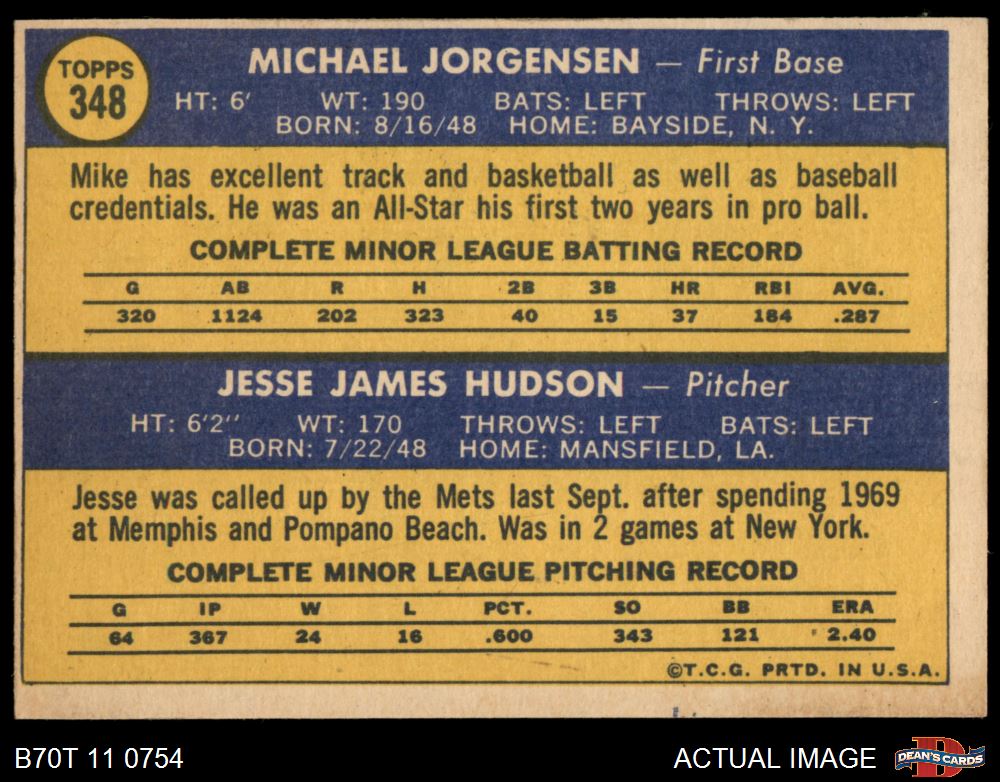 TOPPS
348
MICHAEL JORGENSEN — First Base
HT: 6' WT: 190 BATS: LEFT THROWS: LEFT
BORN: 8/16/48 HOME: BAYSIDE, N. Y.
Mike has excellent track and basketball as well as baseball
credentials. He was an All-Star his first two years in pro ball.
COMPLETE MINOR LEAGUE BATTING RECORD
G AB R H 2B 3B HR RBI AVG.
320 1124 202 323 40 15 37 184 .287
JESSE JAMES HUDSON — Pitcher
HT: 6'2" WT: 170 THROWS: LEFT BATS: LEFT
BORN: 7/22/48 HOME: MANSFIELD, LA.
Jesse was called up by the Mets last Sept. after spending 1969
at Memphis and Pompano Beach. Was in 2 games at New York.
COMPLETE MINOR LEAGUE PITCHING RECORD
G IP W L PCT. SO BB ERA
64 367 24 16 .600 343 121 2.40
©T.C.G. PRTD. IN U.S.A.
B70T 11 0754 ACTUAL IMAGE D DEAN'S CARDS